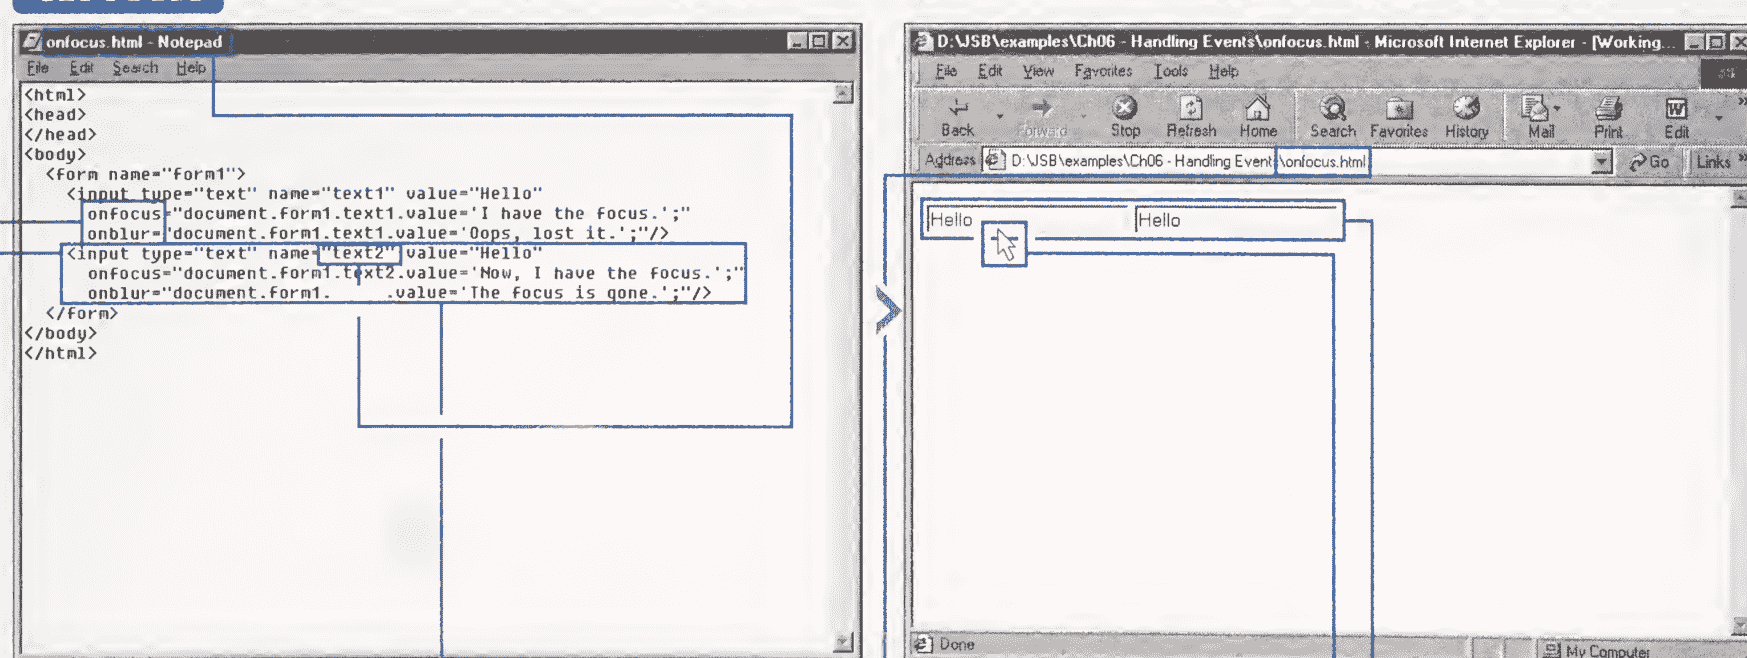 onfocus.html - Notepad
File Edit Search Help
<html>
<head>
</head>
<body>
<form name="form1">
<input type="text" name="text1" value="Hello"
onfocus="document.form1.text1.value='I have the focus.';"
onblur="document.form1.text1.value='Oops, lost it.';"/>
<input type="text" name="text2" value="Hello"
onfocus="document.form1.text2.value='Now, I have the focus.';"
onblur="document.form1. .value='The focus is gone.';"/>
</form>
</body>
</html>
D:\JSB\examples\Ch06 - Handling Events\onfocus.html - Microsoft Internet Explorer - [Working...
File Edit View Favorites Tools Help
Back Forward Stop Refresh Home Search Favorites History Mail Print Edit
Address D:\JSB\examples\Ch06 - Handling Event \onfocus.html Go Links
Hello Hello
Done My Computer